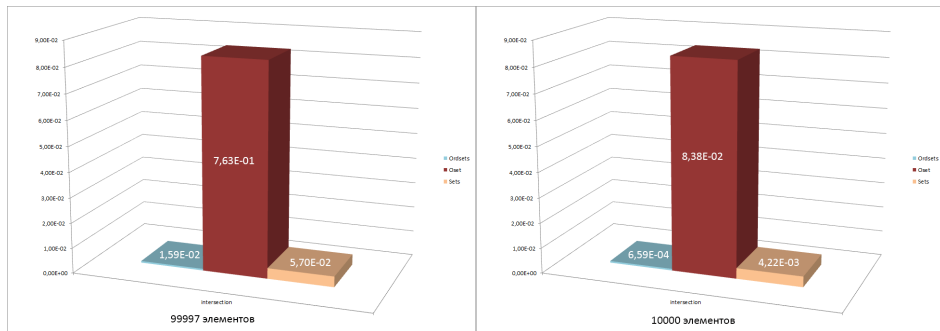 9,00E-02
8,00E-02
7,00E-02
6,00E-02
5,00E-02
4,00E-02
3,00E-02
2,00E-02
1,00E-02
0,00E+00
7,63E-01
1,59E-02
5,70E-02
Ordsets
Oset
Sets
intersection
99997 элементов
9,00E-02
8,00E-02
7,00E-02
6,00E-02
5,00E-02
4,00E-02
3,00E-02
2,00E-02
1,00E-02
0,00E+00
8,38E-02
6,59E-04
4,22E-03
Ordsets
Oset
Sets
intersection
10000 элементов